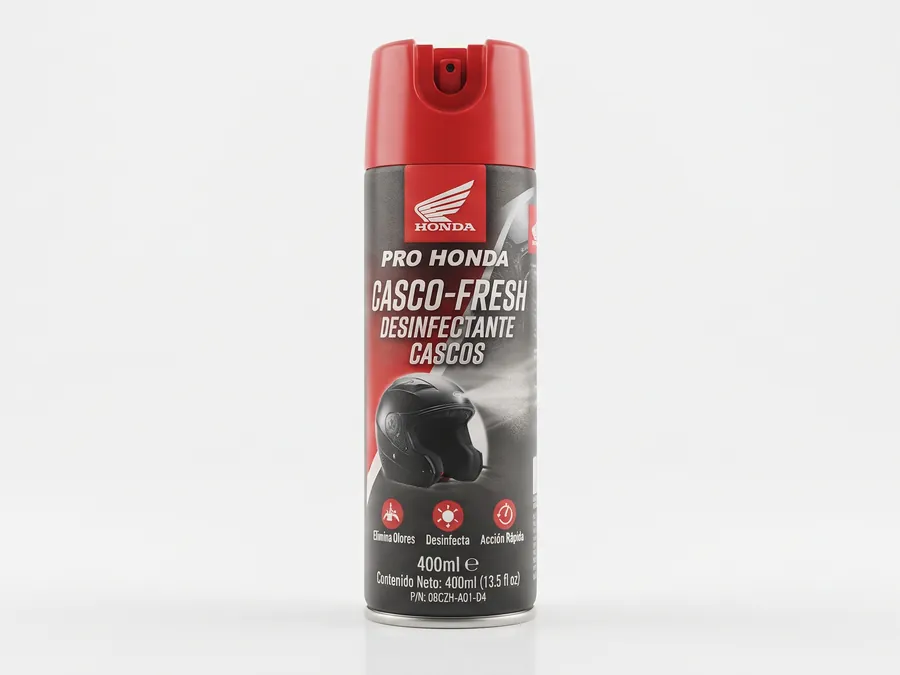 HONDA
PRO HONDA
CASCO-FRESH
DESINFECTANTE
CASCOS
Elimina Olores Desinfecta Acción Rápida
400ml ℮
Contenido Neto: 400ml (13.5 fl oz)
P/N: 08CZH-A01-D4